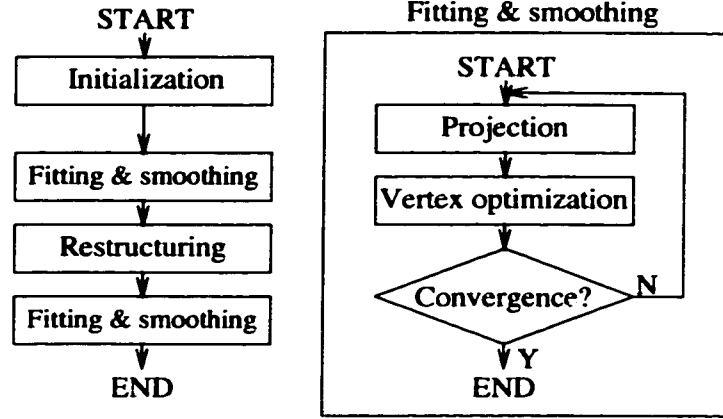 START
Initialization
Fitting & smoothing
Restructuring
Fitting & smoothing
END
Fitting & smoothing
START
Projection
Vertex optimization
Convergence?
N
Y
END